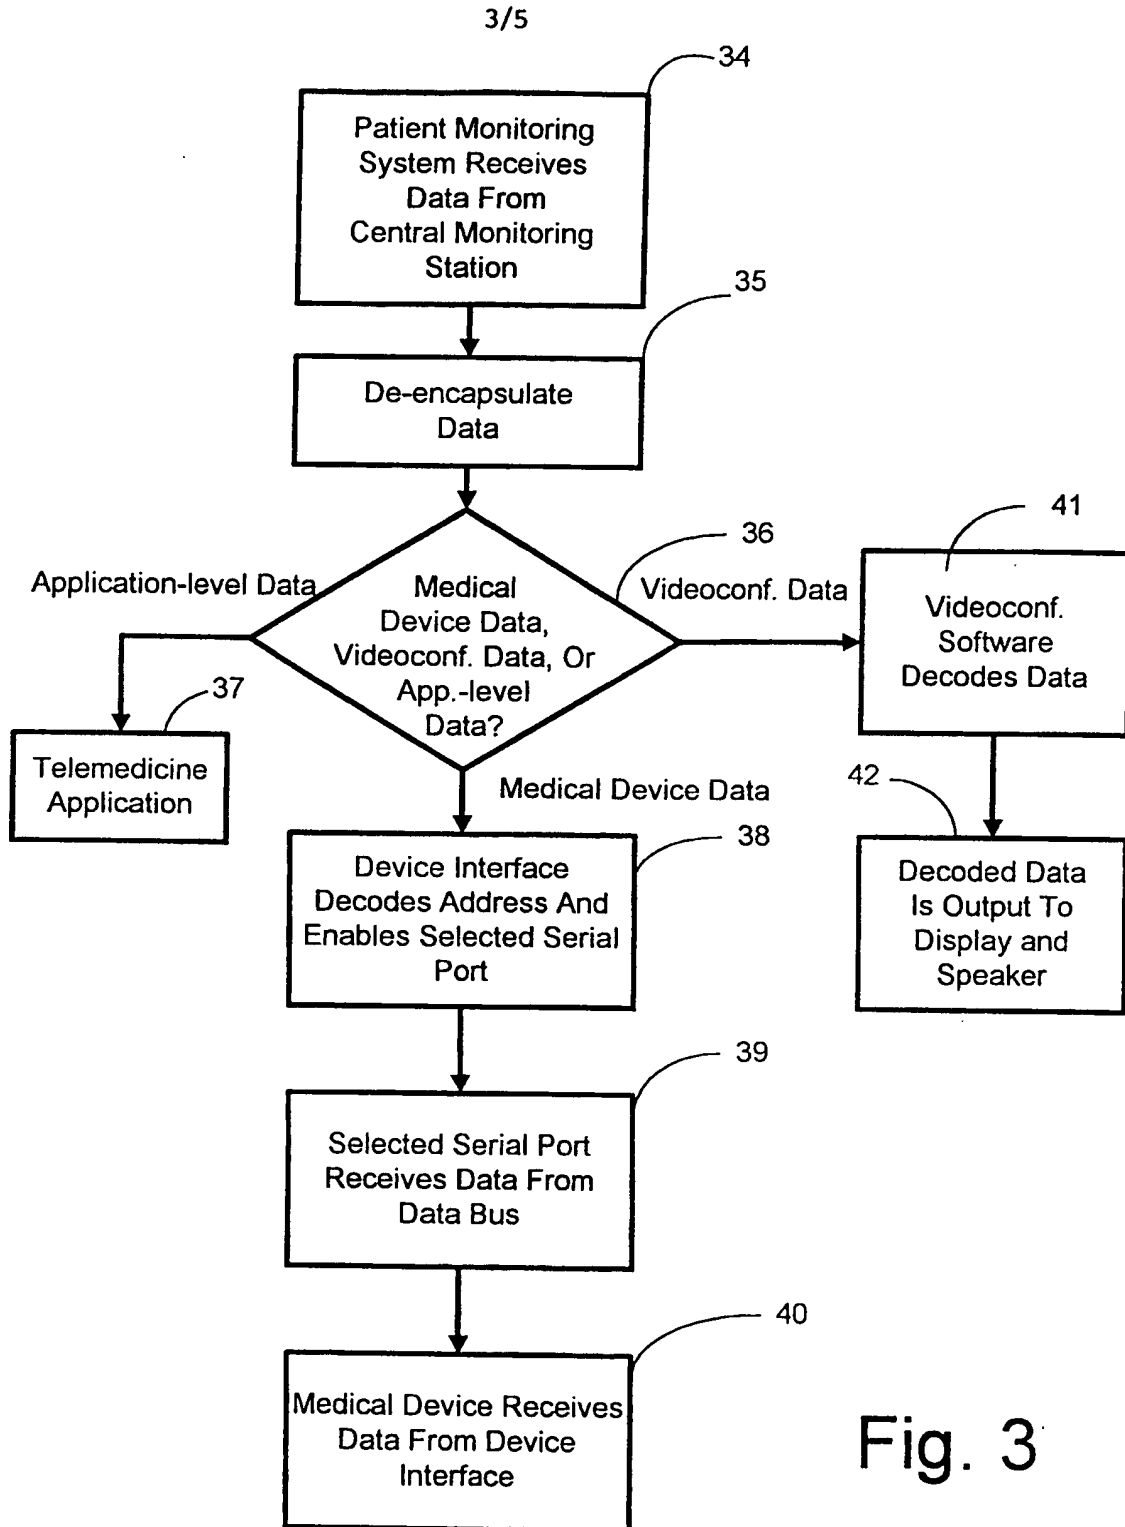 3/5
34
Patient Monitoring
System Receives
Data From
Central Monitoring
Station
35
De-encapsulate
Data
36
Application-level Data
Medical
Device Data,
Videoconf. Data, Or
App.-level
Data?
Videoconf. Data
41
Videoconf.
Software
Decodes Data
37
Telemedicine
Application
Medical Device Data
42
Decoded Data
Is Output To
Display and
Speaker
38
Device Interface
Decodes Address And
Enables Selected Serial
Port
39
Selected Serial Port
Receives Data From
Data Bus
40
Medical Device Receives
Data From Device
Interface
Fig. 3